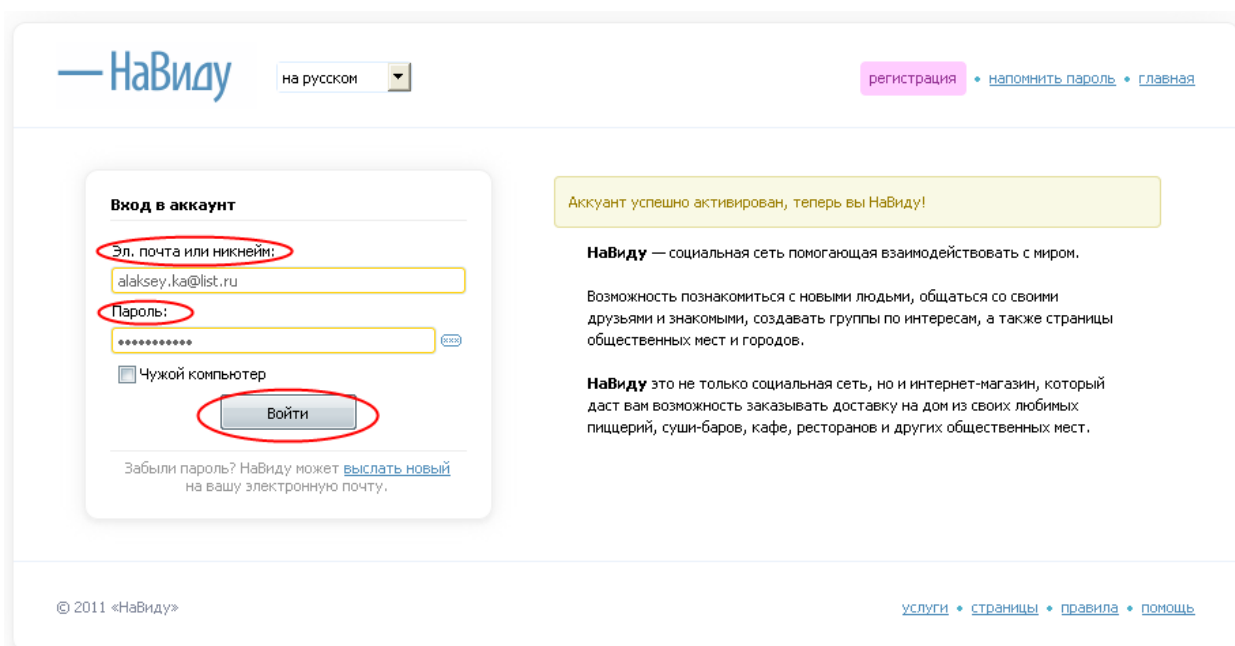 НаВиду
на русском
регистрация • напомнить пароль • главная
Вход в аккаунт
Эл. почта или никнейм:
alaksey.ka@list.ru
Пароль:
•••••••••••
xxx
Чужой компьютер
Войти
Забыли пароль? НаВиду может выслать новый
на вашу электронную почту.
Аккуант успешно активирован, теперь вы НаВиду!
НаВиду — социальная сеть помогающая взаимодействовать с миром.
Возможность познакомиться с новыми людьми, общаться со своими
друзьями и знакомыми, создавать группы по интересам, а также страницы
общественных мест и городов.
НаВиду это не только социальная сеть, но и интернет-магазин, который
даст вам возможность заказывать доставку на дом из своих любимых
пиццерий, суши-баров, кафе, ресторанов и других общественных мест.
© 2011 «НаВиду»
услуги • страницы • правила • помощь